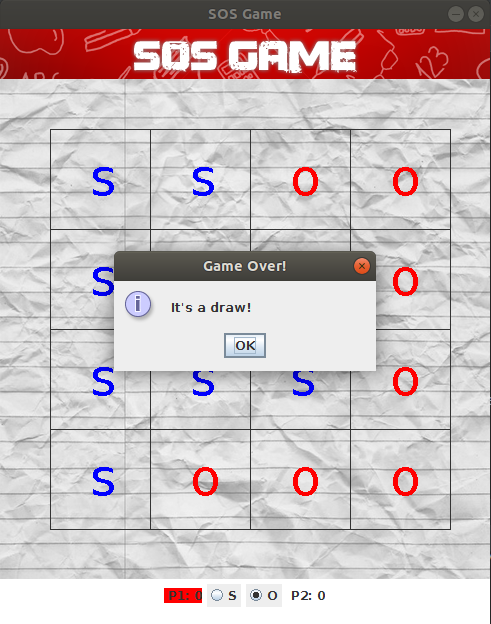 SOS Game
SOS GAME
S S O O
S O
Game Over!
It's a draw!
OK
S S S O
S O O O
P1: 0 S O P2: 0